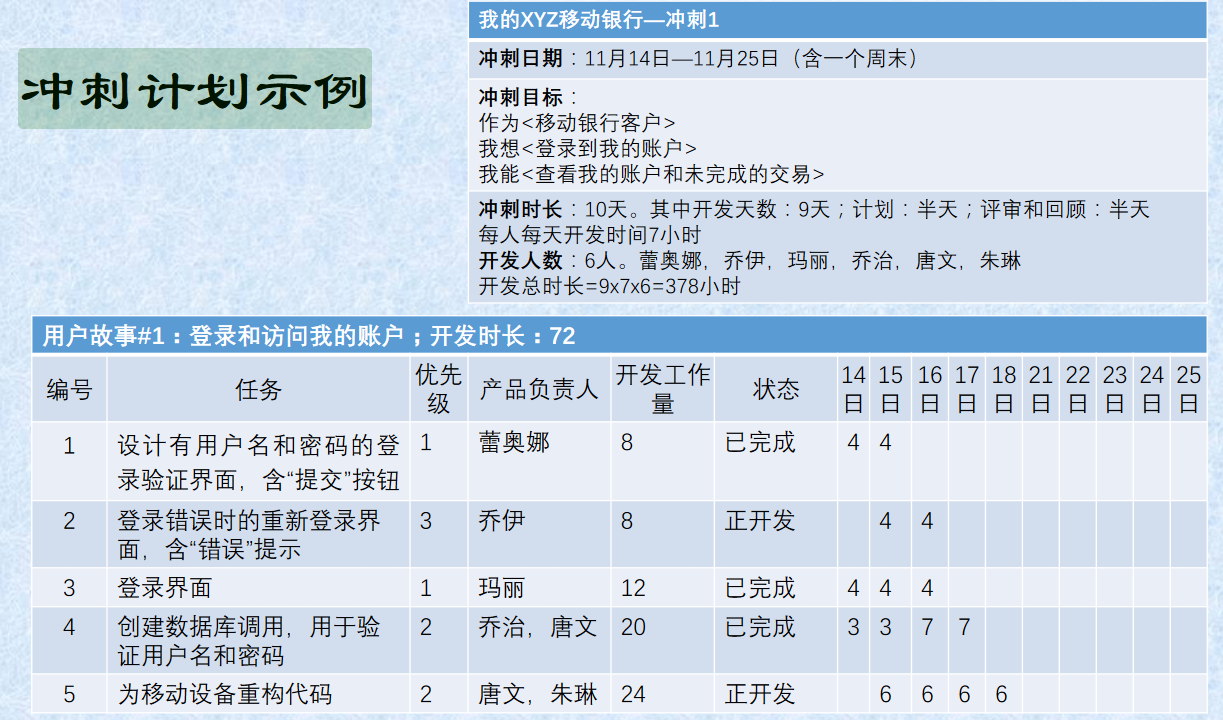 冲刺计划示例
我的XYZ移动银行—冲刺1
冲刺日期：11月14日—11月25日（含一个周末）
冲刺目标：
作为<移动银行客户>
我想<登录到我的账户>
我能<查看我的账户和未完成的交易>
冲刺时长：10天。其中开发天数：9天；计划：半天；评审和回顾：半天
每人每天开发时间7小时
开发人数：6人。蕾奥娜，乔伊，玛丽，乔治，唐文，朱琳
开发总时长=9x7x6=378小时
用户故事#1：登录和访问我的账户；开发时长：72
编号 任务 优先级 产品负责人 开发工作量 状态 14日 15日 16日 17日 18日 21日 22日 23日 24日 25日
1 设计有用户名和密码的登 1 蕾奥娜 8 已完成 4 4
录验证界面，含“提交”按钮
2 登录错误时的重新登录界 3 乔伊 8 正开发 4 4
面，含“错误”提示
3 登录界面 1 玛丽 12 已完成 4 4 4
4 创建数据库调用，用于验 2 乔治，唐文 20 已完成 3 3 7 7
证用户名和密码
5 为移动设备重构代码 2 唐文，朱琳 24 正开发 6 6 6 6